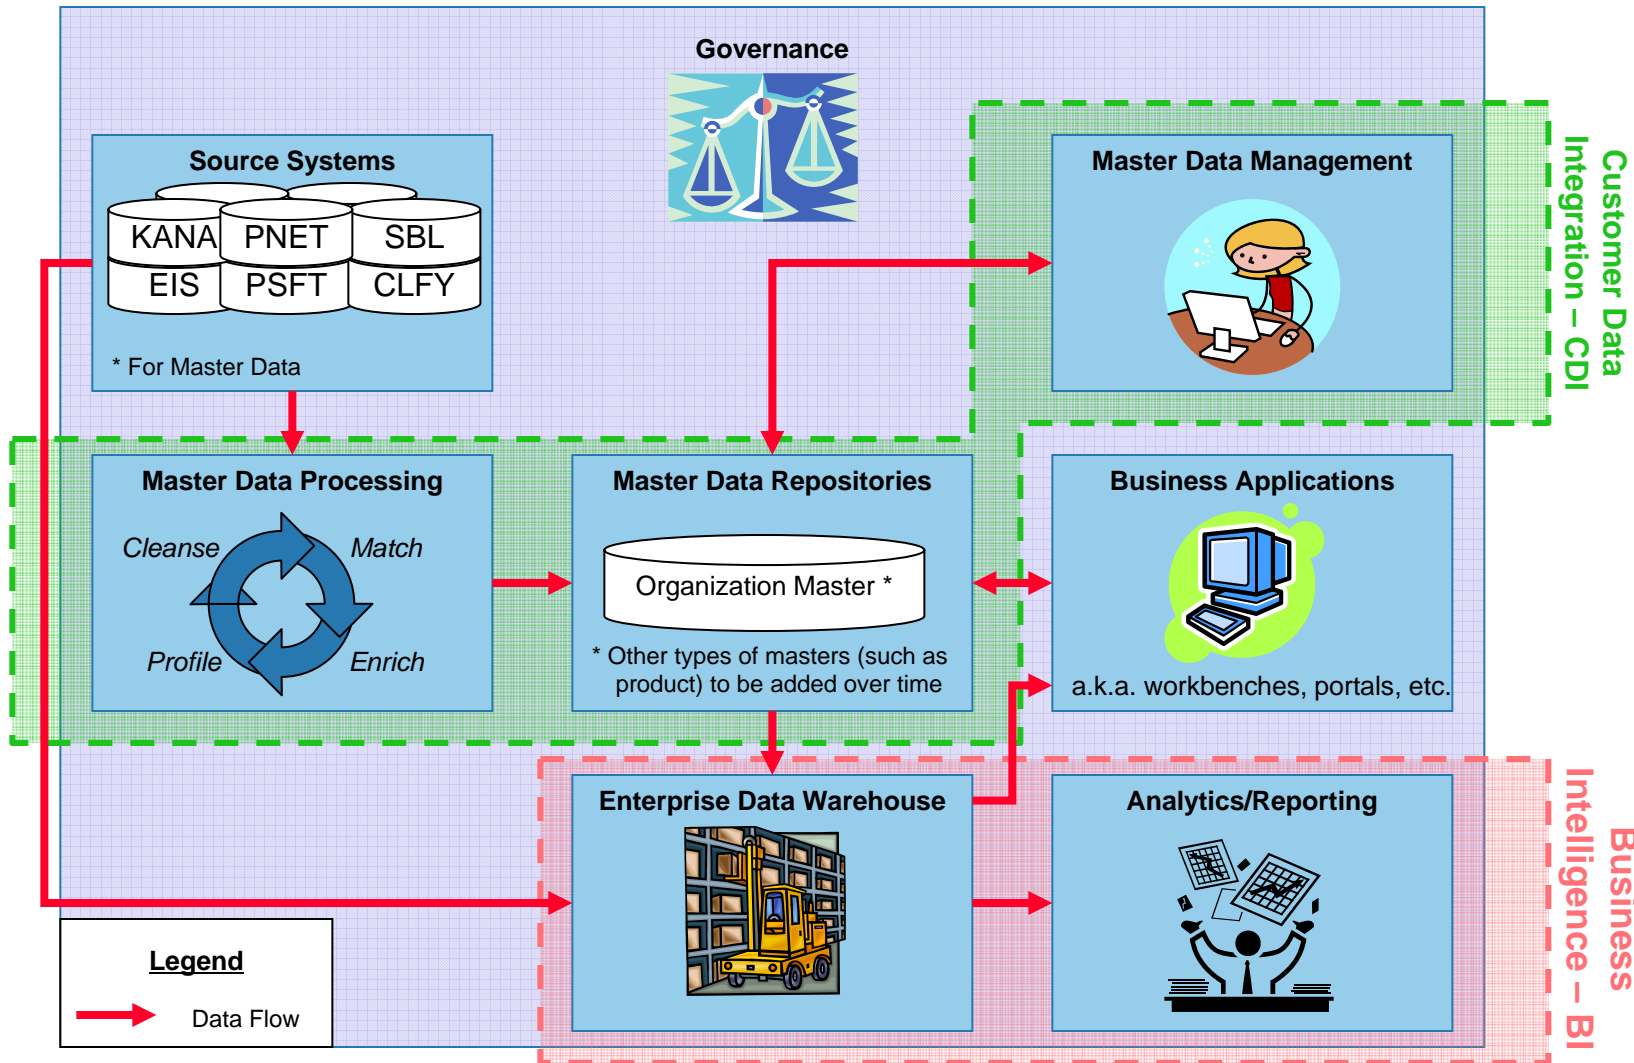 Governance
Source Systems
KANA PNET SBL
EIS PSFT CLFY
* For Master Data
Master Data Management
Customer Data
Integration – CDI
Master Data Processing
Cleanse Match
Profile Enrich
Master Data Repositories
Organization Master *
* Other types of masters (such as
product) to be added over time
Business Applications
a.k.a. workbenches, portals, etc.
Enterprise Data Warehouse
Analytics/Reporting
Business
Intelligence – BI
Legend
Data Flow